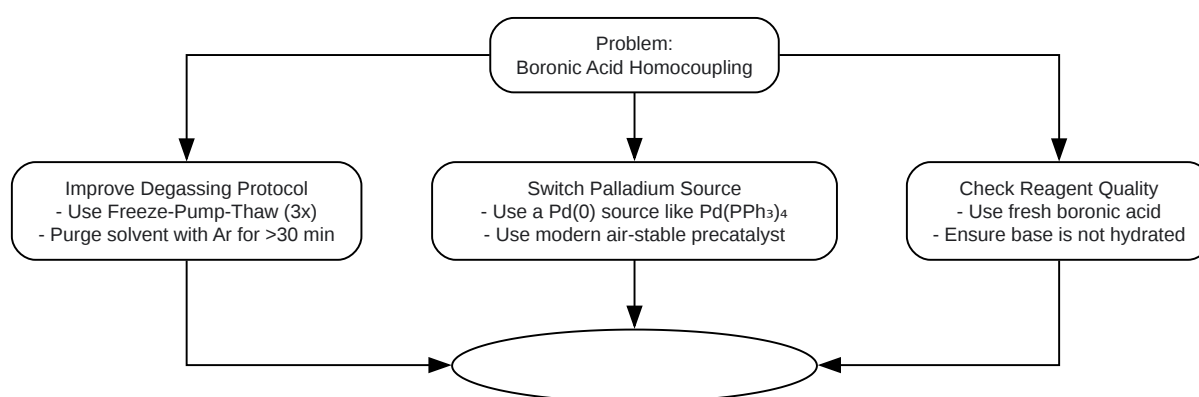 Problem:
Boronic Acid Homocoupling
Improve Degassing Protocol
- Use Freeze-Pump-Thaw (3x)
- Purge solvent with Ar for >30 min
Switch Palladium Source
- Use a Pd(0) source like Pd(PPh₃)₄
- Use modern air-stable precatalyst
Check Reagent Quality
- Use fresh boronic acid
- Ensure base is not hydrated